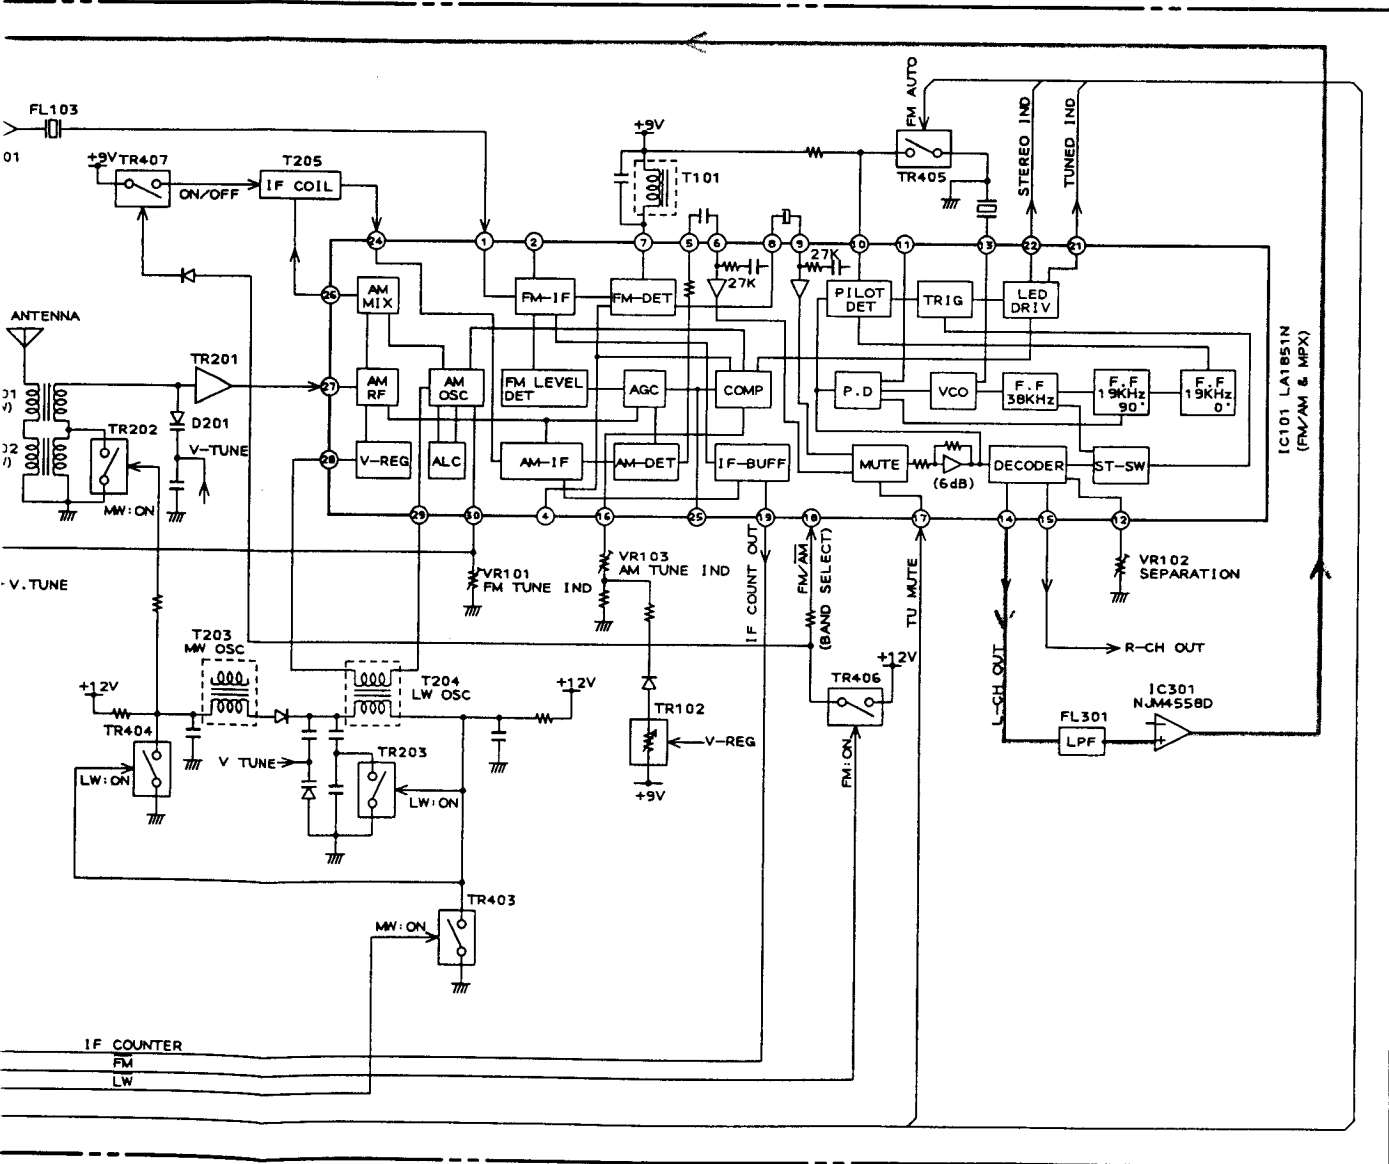 FL103
01
+9V
TR407
ON/OFF
T205
IF COIL
+9V
T101
FM AUTO
TR405
STEREO IND
TUNED IND
24
1
2
7
5
6
8
9
10
11
13
22
21
27K
27K
26
AM
MIX
FM-IF
FM-DET
PILOT
DET
TRIG
LED
DRIV
ANTENNA
TR201
27
AM
RF
AM
OSC
FM LEVEL
DET
AGC
COMP
P.D
VCO
F.F
38KHz
F.F
19KHz
90°
F.F
19KHz
0°
IC101 LA1851N
(FM/AM & MPX)
D201
V-TUNE
TR202
MW:ON
28
V-REG
ALC
AM-IF
AM-DET
IF-BUFF
MUTE
(6dB)
DECODER
ST-SW
29
30
4
16
25
19
18
17
14
15
12
V.TUNE
VR101
FM TUNE IND
VR103
AM TUNE IND
IF COUNT OUT
FM/AM
(BAND SELECT)
TU MUTE
VR102
SEPARATION
L-CH OUT
R-CH OUT
T203
MW OSC
T204
LW OSC
+12V
+12V
TR404
LW:ON
V TUNE
TR203
LW:ON
TR102
V-REG
+9V
TR406
+12V
FM:ON
FL301
LPF
IC301
NJM4558D
TR403
MW:ON
IF COUNTER
FM
LW